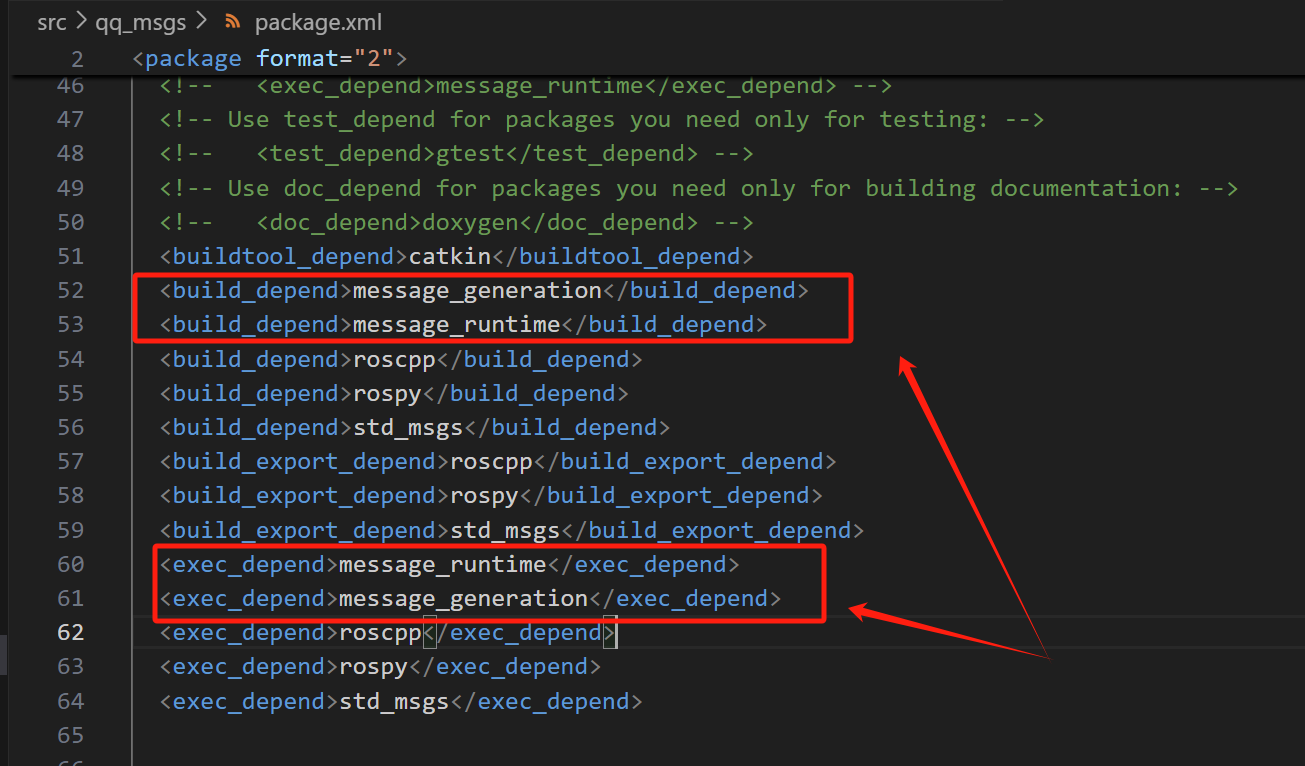 src > qq_msgs > package.xml
2 <package format="2">
46 <!--   <exec_depend>message_runtime</exec_depend> -->
47 <!-- Use test_depend for packages you need only for testing: -->
48 <!--   <test_depend>gtest</test_depend> -->
49 <!-- Use doc_depend for packages you need only for building documentation: -->
50 <!--   <doc_depend>doxygen</doc_depend> -->
51 <buildtool_depend>catkin</buildtool_depend>
52 <build_depend>message_generation</build_depend>
53 <build_depend>message_runtime</build_depend>
54 <build_depend>roscpp</build_depend>
55 <build_depend>rospy</build_depend>
56 <build_depend>std_msgs</build_depend>
57 <build_export_depend>roscpp</build_export_depend>
58 <build_export_depend>rospy</build_export_depend>
59 <build_export_depend>std_msgs</build_export_depend>
60 <exec_depend>message_runtime</exec_depend>
61 <exec_depend>message_generation</exec_depend>
62 <exec_depend>roscpp</exec_depend>
63 <exec_depend>rospy</exec_depend>
64 <exec_depend>std_msgs</exec_depend>
65